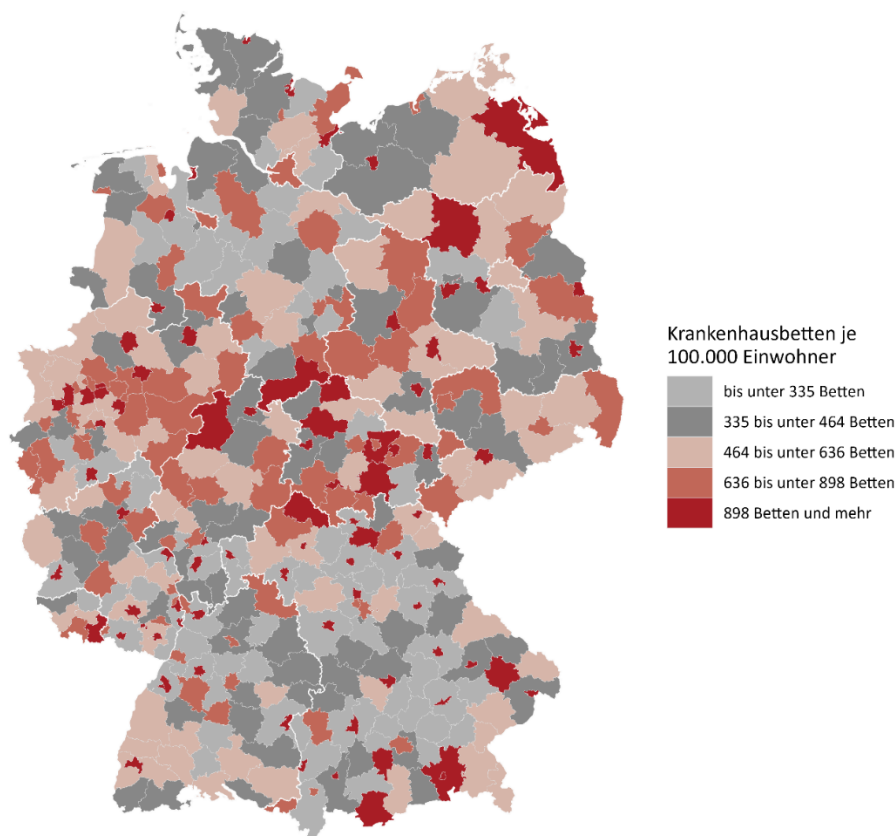 Krankenhausbetten je
100.000 Einwohner
bis unter 335 Betten
335 bis unter 464 Betten
464 bis unter 636 Betten
636 bis unter 898 Betten
898 Betten und mehr